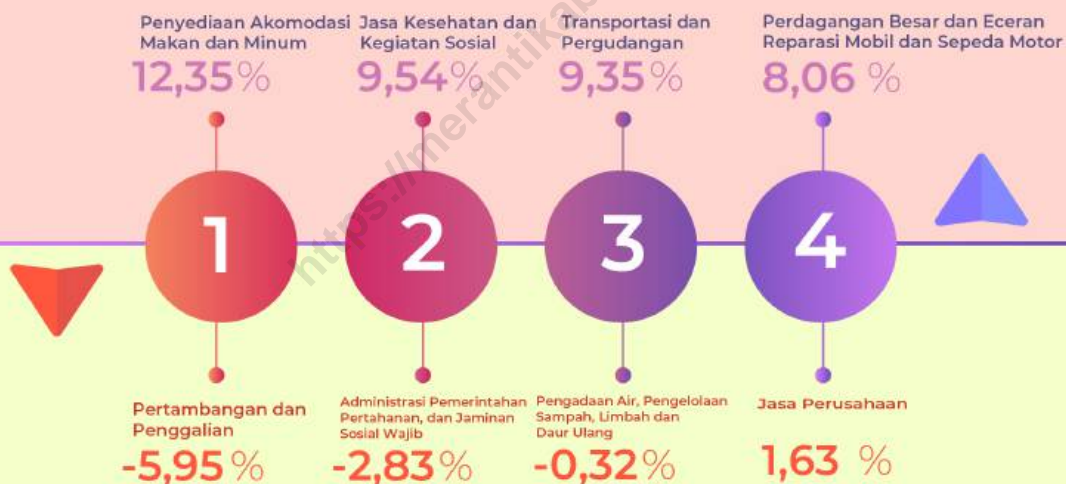 Penyediaan Akomodasi
Makan dan Minum
12,35%
Jasa Kesehatan dan
Kegiatan Sosial
9,54%
Transportasi dan
Pergudangan
9,35%
Perdagangan Besar dan Eceran
Reparasi Mobil dan Sepeda Motor
8,06 %
1
2
3
4
Pertambangan dan
Penggalian
-5,95%
Administrasi Pemerintahan
Pertahanan, dan Jaminan
Sosial Wajib
-2,83%
Pengadaan Air, Pengelolaan
Sampah, Limbah dan
Daur Ulang
-0,32%
Jasa Perusahaan
1,63 %
https://merantikab